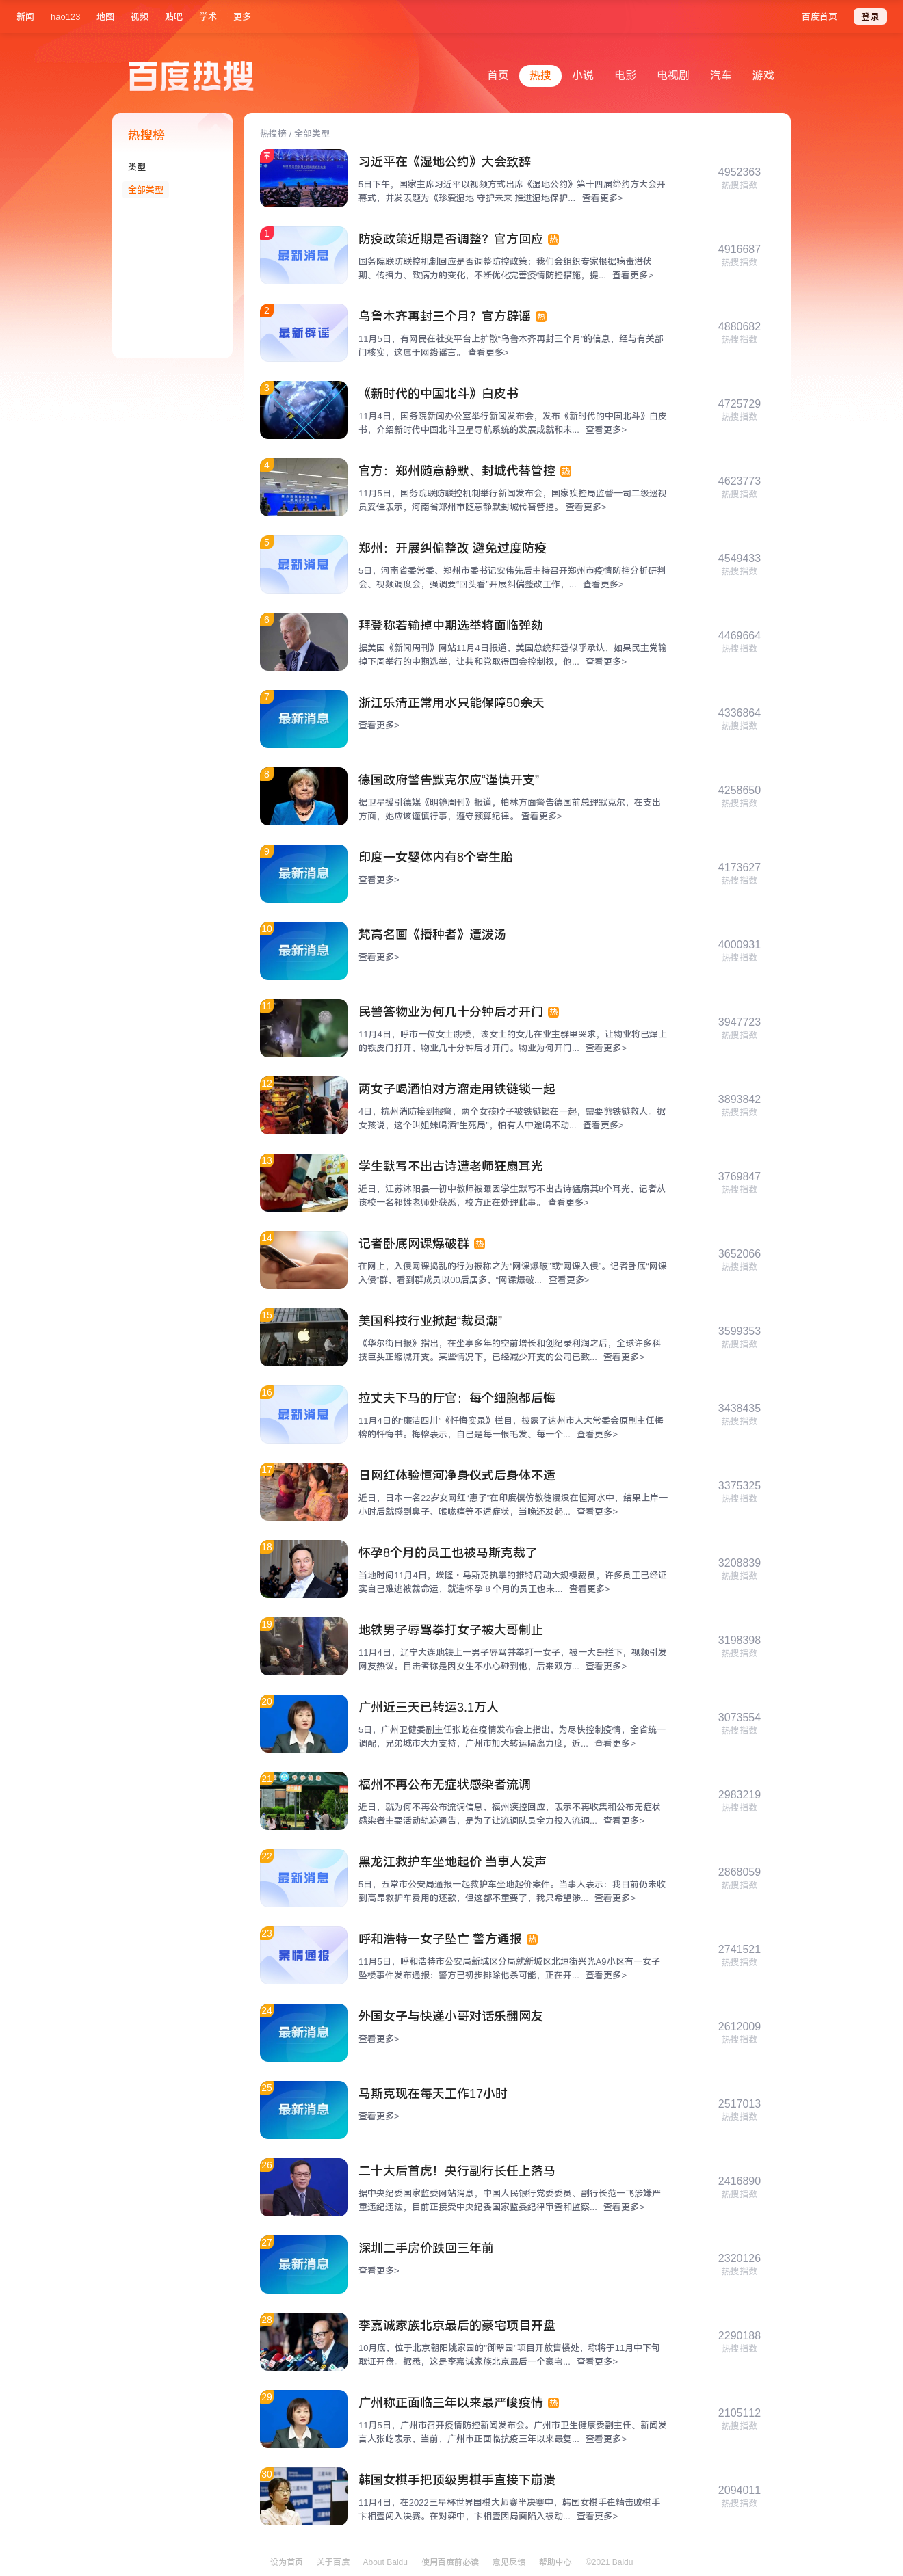 新闻 hao123 地图 视频 贴吧 学术 更多 百度首页 登录
百度热搜 首页 热搜 小说 电影 电视剧 汽车 游戏
热搜榜
类型
全部类型
热搜榜 / 全部类型
习近平在《湿地公约》大会致辞
5日下午，国家主席习近平以视频方式出席《湿地公约》第十四届缔约方大会开
幕式，并发表题为《珍爱湿地 守护未来 推进湿地保护... 查看更多>
4952363
热搜指数
1
最新消息
防疫政策近期是否调整？官方回应 热
国务院联防联控机制回应是否调整防控政策：我们会组织专家根据病毒潜伏
期、传播力、致病力的变化，不断优化完善疫情防控措施，提... 查看更多>
4916687
热搜指数
2
最新辟谣
乌鲁木齐再封三个月？官方辟谣 热
11月5日，有网民在社交平台上扩散“乌鲁木齐再封三个月”的信息，经与有关部
门核实，这属于网络谣言。 查看更多>
4880682
热搜指数
3
《新时代的中国北斗》白皮书
11月4日，国务院新闻办公室举行新闻发布会，发布《新时代的中国北斗》白皮
书，介绍新时代中国北斗卫星导航系统的发展成就和未... 查看更多>
4725729
热搜指数
4
官方：郑州随意静默、封城代替管控 热
11月5日，国务院联防联控机制举行新闻发布会，国家疾控局监督一司二级巡视
员妥佳表示，河南省郑州市随意静默封城代替管控。 查看更多>
4623773
热搜指数
5
最新消息
郑州：开展纠偏整改 避免过度防疫
5日，河南省委常委、郑州市委书记安伟先后主持召开郑州市疫情防控分析研判
会、视频调度会，强调要“回头看”开展纠偏整改工作，... 查看更多>
4549433
热搜指数
6
拜登称若输掉中期选举将面临弹劾
据美国《新闻周刊》网站11月4日报道，美国总统拜登似乎承认，如果民主党输
掉下周举行的中期选举，让共和党取得国会控制权，他... 查看更多>
4469664
热搜指数
7
最新消息
浙江乐清正常用水只能保障50余天
查看更多>
4336864
热搜指数
8
德国政府警告默克尔应“谨慎开支”
据卫星援引德媒《明镜周刊》报道，柏林方面警告德国前总理默克尔，在支出
方面，她应该谨慎行事，遵守预算纪律。 查看更多>
4258650
热搜指数
9
最新消息
印度一女婴体内有8个寄生胎
查看更多>
4173627
热搜指数
10
最新消息
梵高名画《播种者》遭泼汤
查看更多>
4000931
热搜指数
11
民警答物业为何几十分钟后才开门 热
11月4日，呼市一位女士跳楼，该女士的女儿在业主群里哭求，让物业将已焊上
的铁皮门打开，物业几十分钟后才开门。物业为何开门... 查看更多>
3947723
热搜指数
12
两女子喝酒怕对方溜走用铁链锁一起
4日，杭州消防接到报警，两个女孩脖子被铁链锁在一起，需要剪铁链救人。据
女孩说，这个叫姐妹喝酒“生死局”，怕有人中途喝不动... 查看更多>
3893842
热搜指数
13
学生默写不出古诗遭老师狂扇耳光
近日，江苏沭阳县一初中教师被曝因学生默写不出古诗猛扇其8个耳光，记者从
该校一名祁姓老师处获悉，校方正在处理此事。 查看更多>
3769847
热搜指数
14
记者卧底网课爆破群 热
在网上，入侵网课捣乱的行为被称之为“网课爆破”或“网课入侵”。记者卧底“网课
入侵”群，看到群成员以00后居多，“网课爆破... 查看更多>
3652066
热搜指数
15
美国科技行业掀起“裁员潮”
《华尔街日报》指出，在坐享多年的空前增长和创纪录利润之后，全球许多科
技巨头正缩减开支。某些情况下，已经减少开支的公司已致... 查看更多>
3599353
热搜指数
16
最新消息
拉丈夫下马的厅官：每个细胞都后悔
11月4日的“廉洁四川”《忏悔实录》栏目，披露了达州市人大常委会原副主任梅
榕的忏悔书。梅榕表示，自己是每一根毛发、每一个... 查看更多>
3438435
热搜指数
17
日网红体验恒河净身仪式后身体不适
近日，日本一名22岁女网红“惠子”在印度模仿教徒浸没在恒河水中，结果上岸一
小时后就感到鼻子、喉咙痛等不适症状，当晚还发起... 查看更多>
3375325
热搜指数
18
怀孕8个月的员工也被马斯克裁了
当地时间11月4日，埃隆・马斯克执掌的推特启动大规模裁员，许多员工已经证
实自己难逃被裁命运，就连怀孕 8 个月的员工也未... 查看更多>
3208839
热搜指数
19
地铁男子辱骂拳打女子被大哥制止
11月4日，辽宁大连地铁上一男子辱骂并拳打一女子，被一大哥拦下，视频引发
网友热议。目击者称是因女生不小心碰到他，后来双方... 查看更多>
3198398
热搜指数
20
广州近三天已转运3.1万人
5日，广州卫健委副主任张屹在疫情发布会上指出，为尽快控制疫情，全省统一
调配，兄弟城市大力支持，广州市加大转运隔离力度，近... 查看更多>
3073554
热搜指数
21
福州不再公布无症状感染者流调
近日，就为何不再公布流调信息，福州疾控回应，表示不再收集和公布无症状
感染者主要活动轨迹通告，是为了让流调队员全力投入流调... 查看更多>
2983219
热搜指数
22
最新消息
黑龙江救护车坐地起价 当事人发声
5日，五常市公安局通报一起救护车坐地起价案件。当事人表示：我目前仍未收
到高昂救护车费用的还款，但这都不重要了，我只希望涉... 查看更多>
2868059
热搜指数
23
案情通报
呼和浩特一女子坠亡 警方通报 热
11月5日，呼和浩特市公安局新城区分局就新城区北垣街兴光A9小区有一女子
坠楼事件发布通报：警方已初步排除他杀可能，正在开... 查看更多>
2741521
热搜指数
24
最新消息
外国女子与快递小哥对话乐翻网友
查看更多>
2612009
热搜指数
25
最新消息
马斯克现在每天工作17小时
查看更多>
2517013
热搜指数
26
二十大后首虎！央行副行长任上落马
据中央纪委国家监委网站消息，中国人民银行党委委员、副行长范一飞涉嫌严
重违纪违法，目前正接受中央纪委国家监委纪律审查和监察... 查看更多>
2416890
热搜指数
27
最新消息
深圳二手房价跌回三年前
查看更多>
2320126
热搜指数
28
李嘉诚家族北京最后的豪宅项目开盘
10月底，位于北京朝阳姚家园的“御翠园”项目开放售楼处，称将于11月中下旬
取证开盘。据悉，这是李嘉诚家族北京最后一个豪宅... 查看更多>
2290188
热搜指数
29
广州称正面临三年以来最严峻疫情 热
11月5日，广州市召开疫情防控新闻发布会。广州市卫生健康委副主任、新闻发
言人张屹表示，当前，广州市正面临抗疫三年以来最复... 查看更多>
2105112
热搜指数
30
韩国女棋手把顶级男棋手直接下崩溃
11月4日，在2022三星杯世界围棋大师赛半决赛中，韩国女棋手崔精击败棋手
卞相壹闯入决赛。在对弈中，卞相壹因局面陷入被动... 查看更多>
2094011
热搜指数
设为首页 关于百度 About Baidu 使用百度前必读 意见反馈 帮助中心 ©2021 Baidu